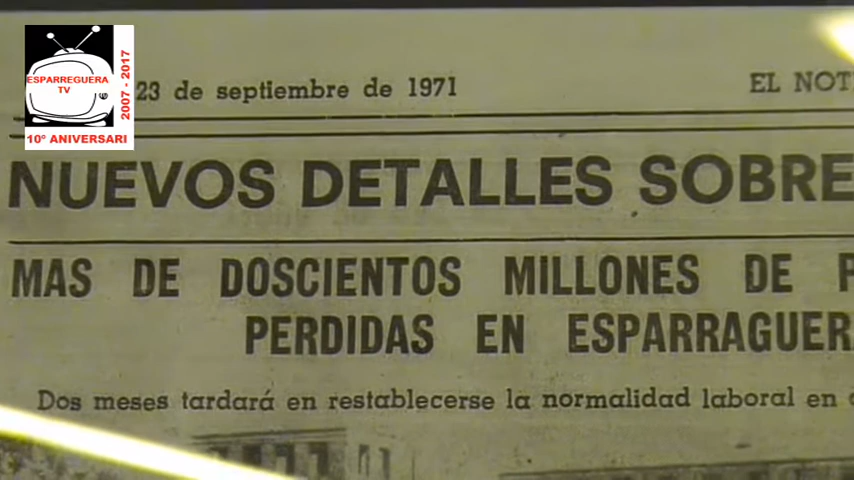 ESPARREGUERA
TV
2007 - 2017
10º ANIVERSARI
23 de septiembre de 1971
EL NOT
NUEVOS DETALLES SOBRE
MAS DE DOSCIENTOS MILLONES DE P
PERDIDAS EN ESPARRAGUER
Dos meses tardará en restablecerse la normalidad laboral en